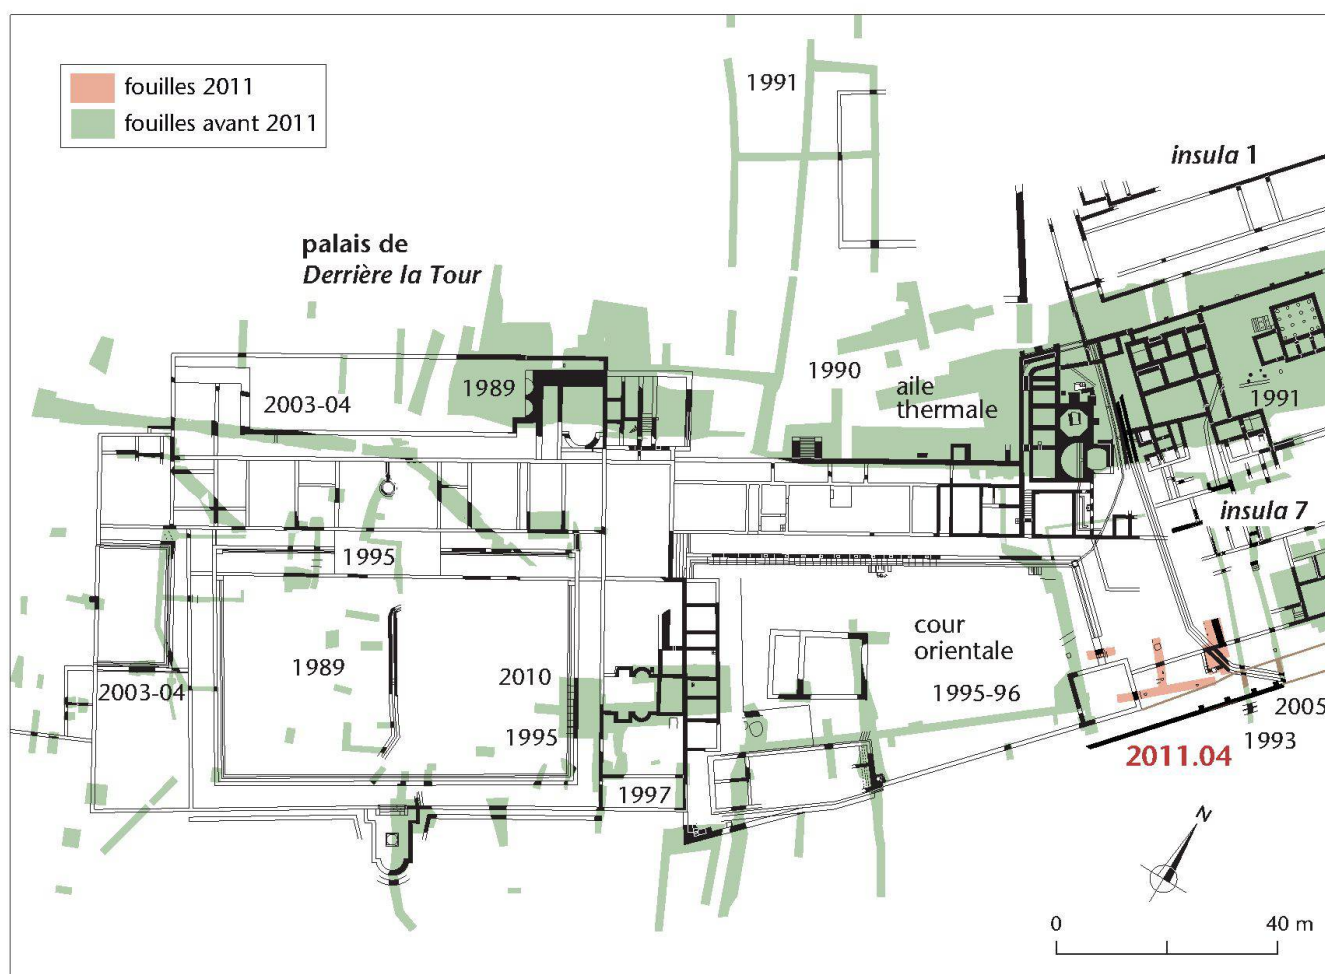 fouilles 2011
fouilles avant 2011
1991
insula 1
palais de
Derrière la Tour
1990
1989
aile
thermale
2003-04
1991
insula 7
1995
cour
orientale
1989
2010
2003-04
1995-96
1995
2005
1993
2011.04
1997
N
0 40 m